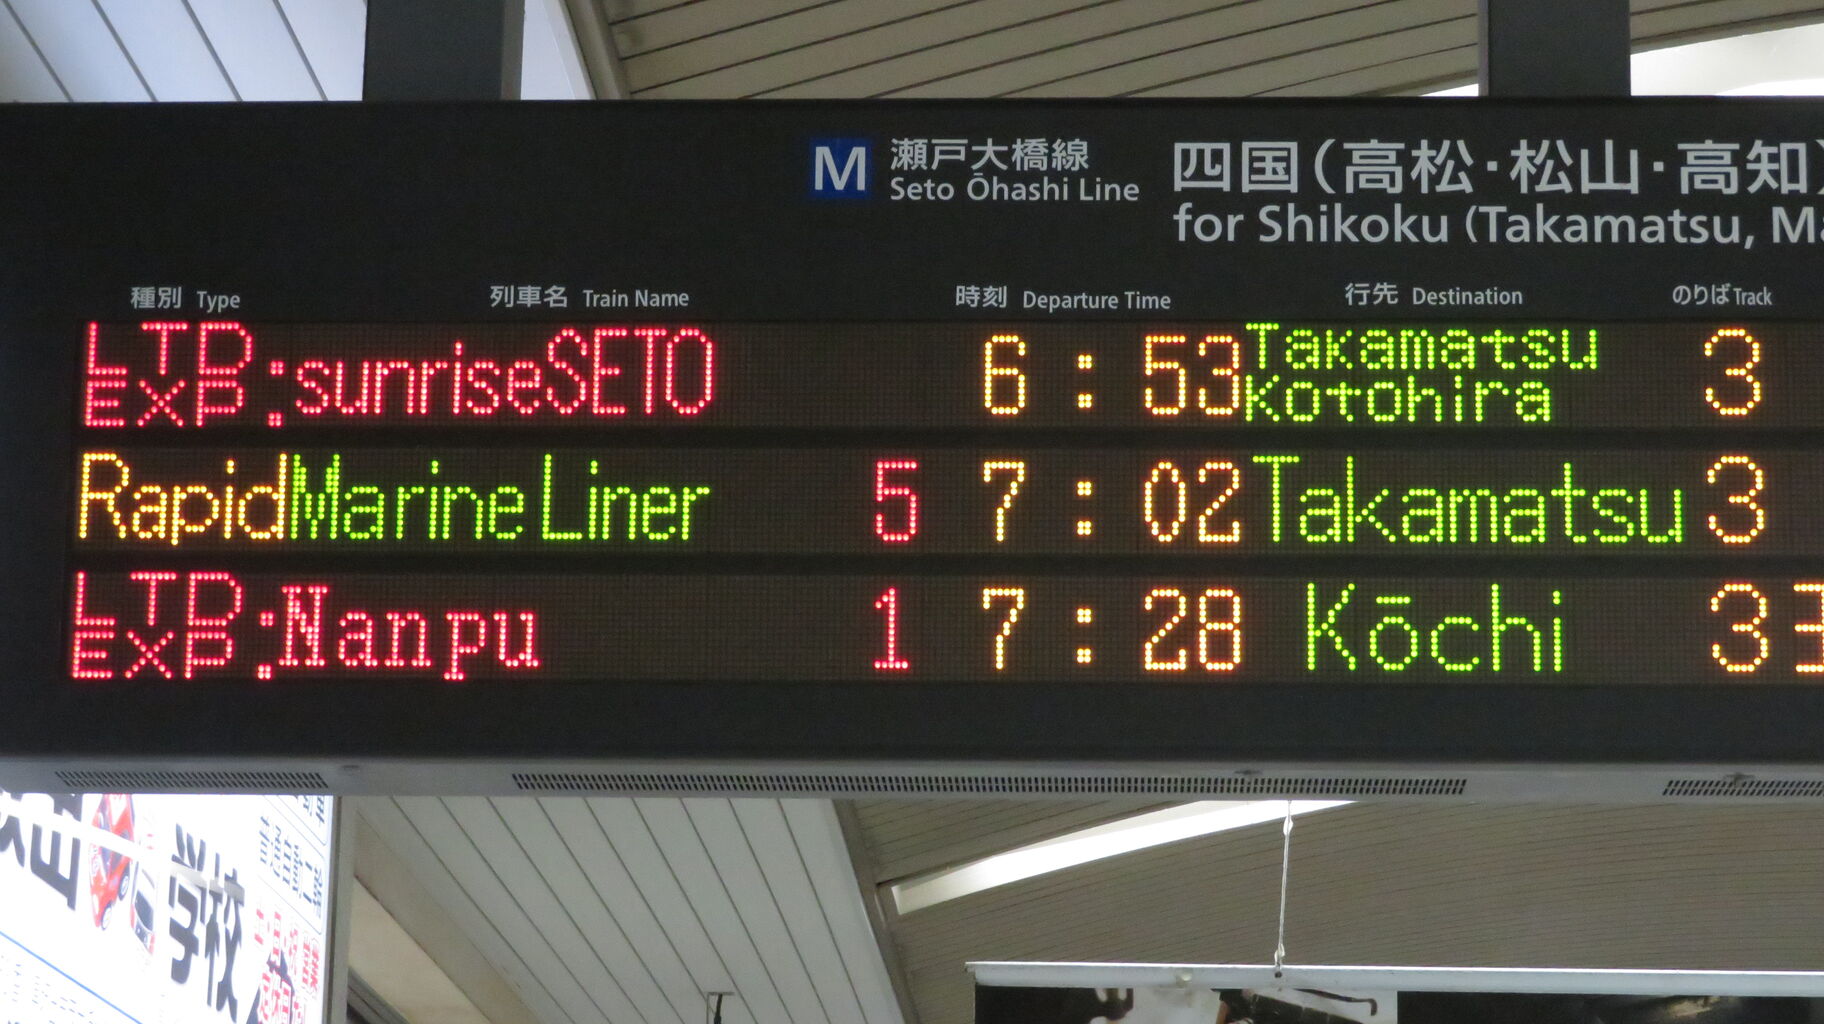 M 瀬戸大橋線 四国(高松・松山・高知)
Seto Ōhashi Line for Shikoku (Takamatsu, Ma
種別 Type 列車名 Train Name 時刻 Departure Time 行先 Destination のりば Track
LTD EXP: sunriseSETO 6:53 Takamatsu Kotohira 3
Rapid Marine Liner 5 7:02 Takamatsu 3
LTD EXP: Nanpu 1 7:28 Kōchi 3
学校